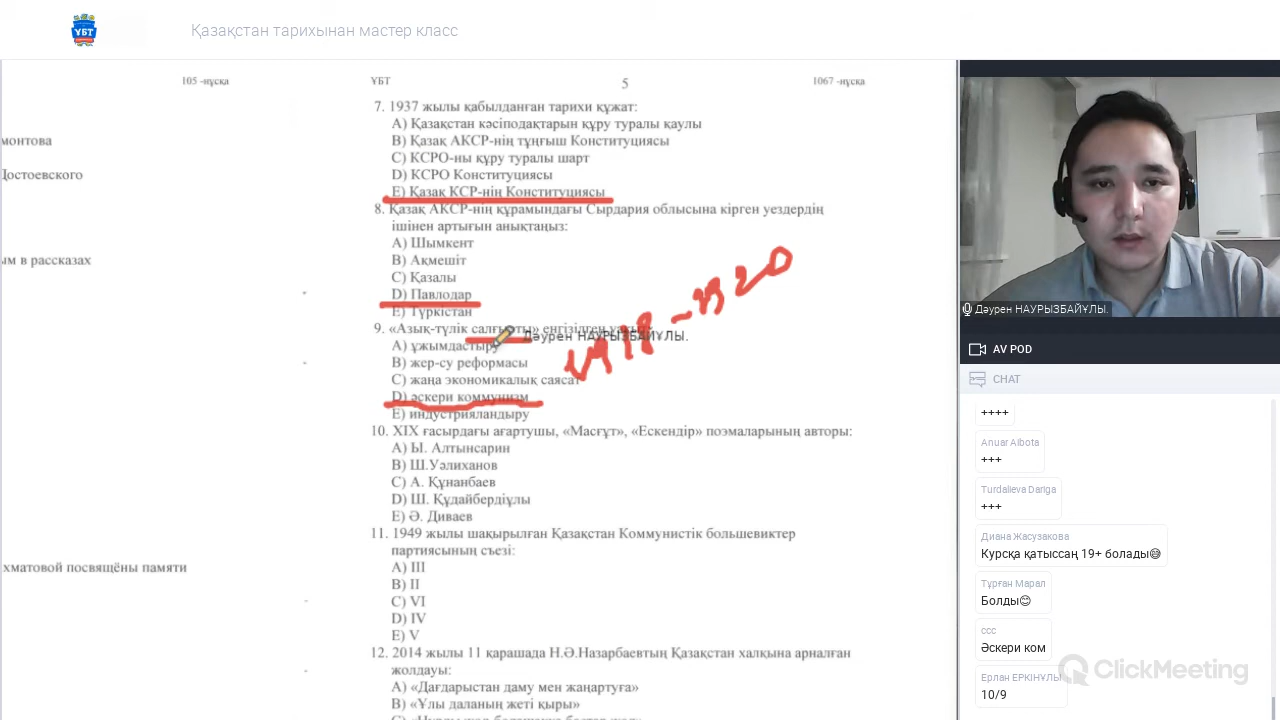 ҰБТ
Қазақстан тарихынан мастер класс
105 -нұсқа
монтова
Достоевского
ым в рассказах
хматовой посвящёны памяти
ҰБТ
5
1067 -нұсқа
7. 1937 жылы қабылданған тарихи құжат:
A) Қазақстан кәсіподақтарын құру туралы қаулы
B) Қазақ АКСР-нің тұңғыш Конституциясы
C) КСРО-ны құру туралы шарт
D) КСРО Конституциясы
E) Қазақ КСР-нің Конституциясы
8. Қазақ АКСР-нің құрамындағы Сырдария облысына кірген уездердің
ішінен артығын анықтаңыз:
A) Шымкент
B) Ақмешіт
C) Қазалы
D) Павлодар
E) Түркістан
9. «Азық-түлік салғырты» енгізілген
Дәурен НАУРЫЗБАЙҰЛЫ.
A) ұжымдастыру
B) жер-су реформасы
C) жаңа экономикалық саясат
D) әскери коммунизм
E) индустрияландыру
1918 - 1920
10. XIX ғасырдағы ағартушы, «Масғұт», «Ескендір» поэмаларының авторы:
A) Ы. Алтынсарин
B) Ш.Уәлиханов
C) А. Құнанбаев
D) Ш. Құдайбердіұлы
E) Ә. Диваев
11. 1949 жылы шақырылған Қазақстан Коммунистік большевиктер
партиясының съезі:
A) III
B) II
C) VI
D) IV
E) V
12. 2014 жылы 11 қарашада Н.Ә.Назарбаевтың Қазақстан халқына арналған
жолдауы:
A) «Дағдарыстан даму мен жаңартуға»
B) «Ұлы даланың жеті қыры»
Дәурен НАУРЫЗБАЙҰЛЫ.
AV POD
CHAT
++++
Anuar Aibota
+++
Turdalieva Dariga
+++
Диана Жасузакова
Курсқа қатыссаң 19+ болады😅
Тұрған Марал
Болды😊
ccc
Әскери ком
Ерлан ЕРКІНҰЛЫ
10/9
ClickMeeting